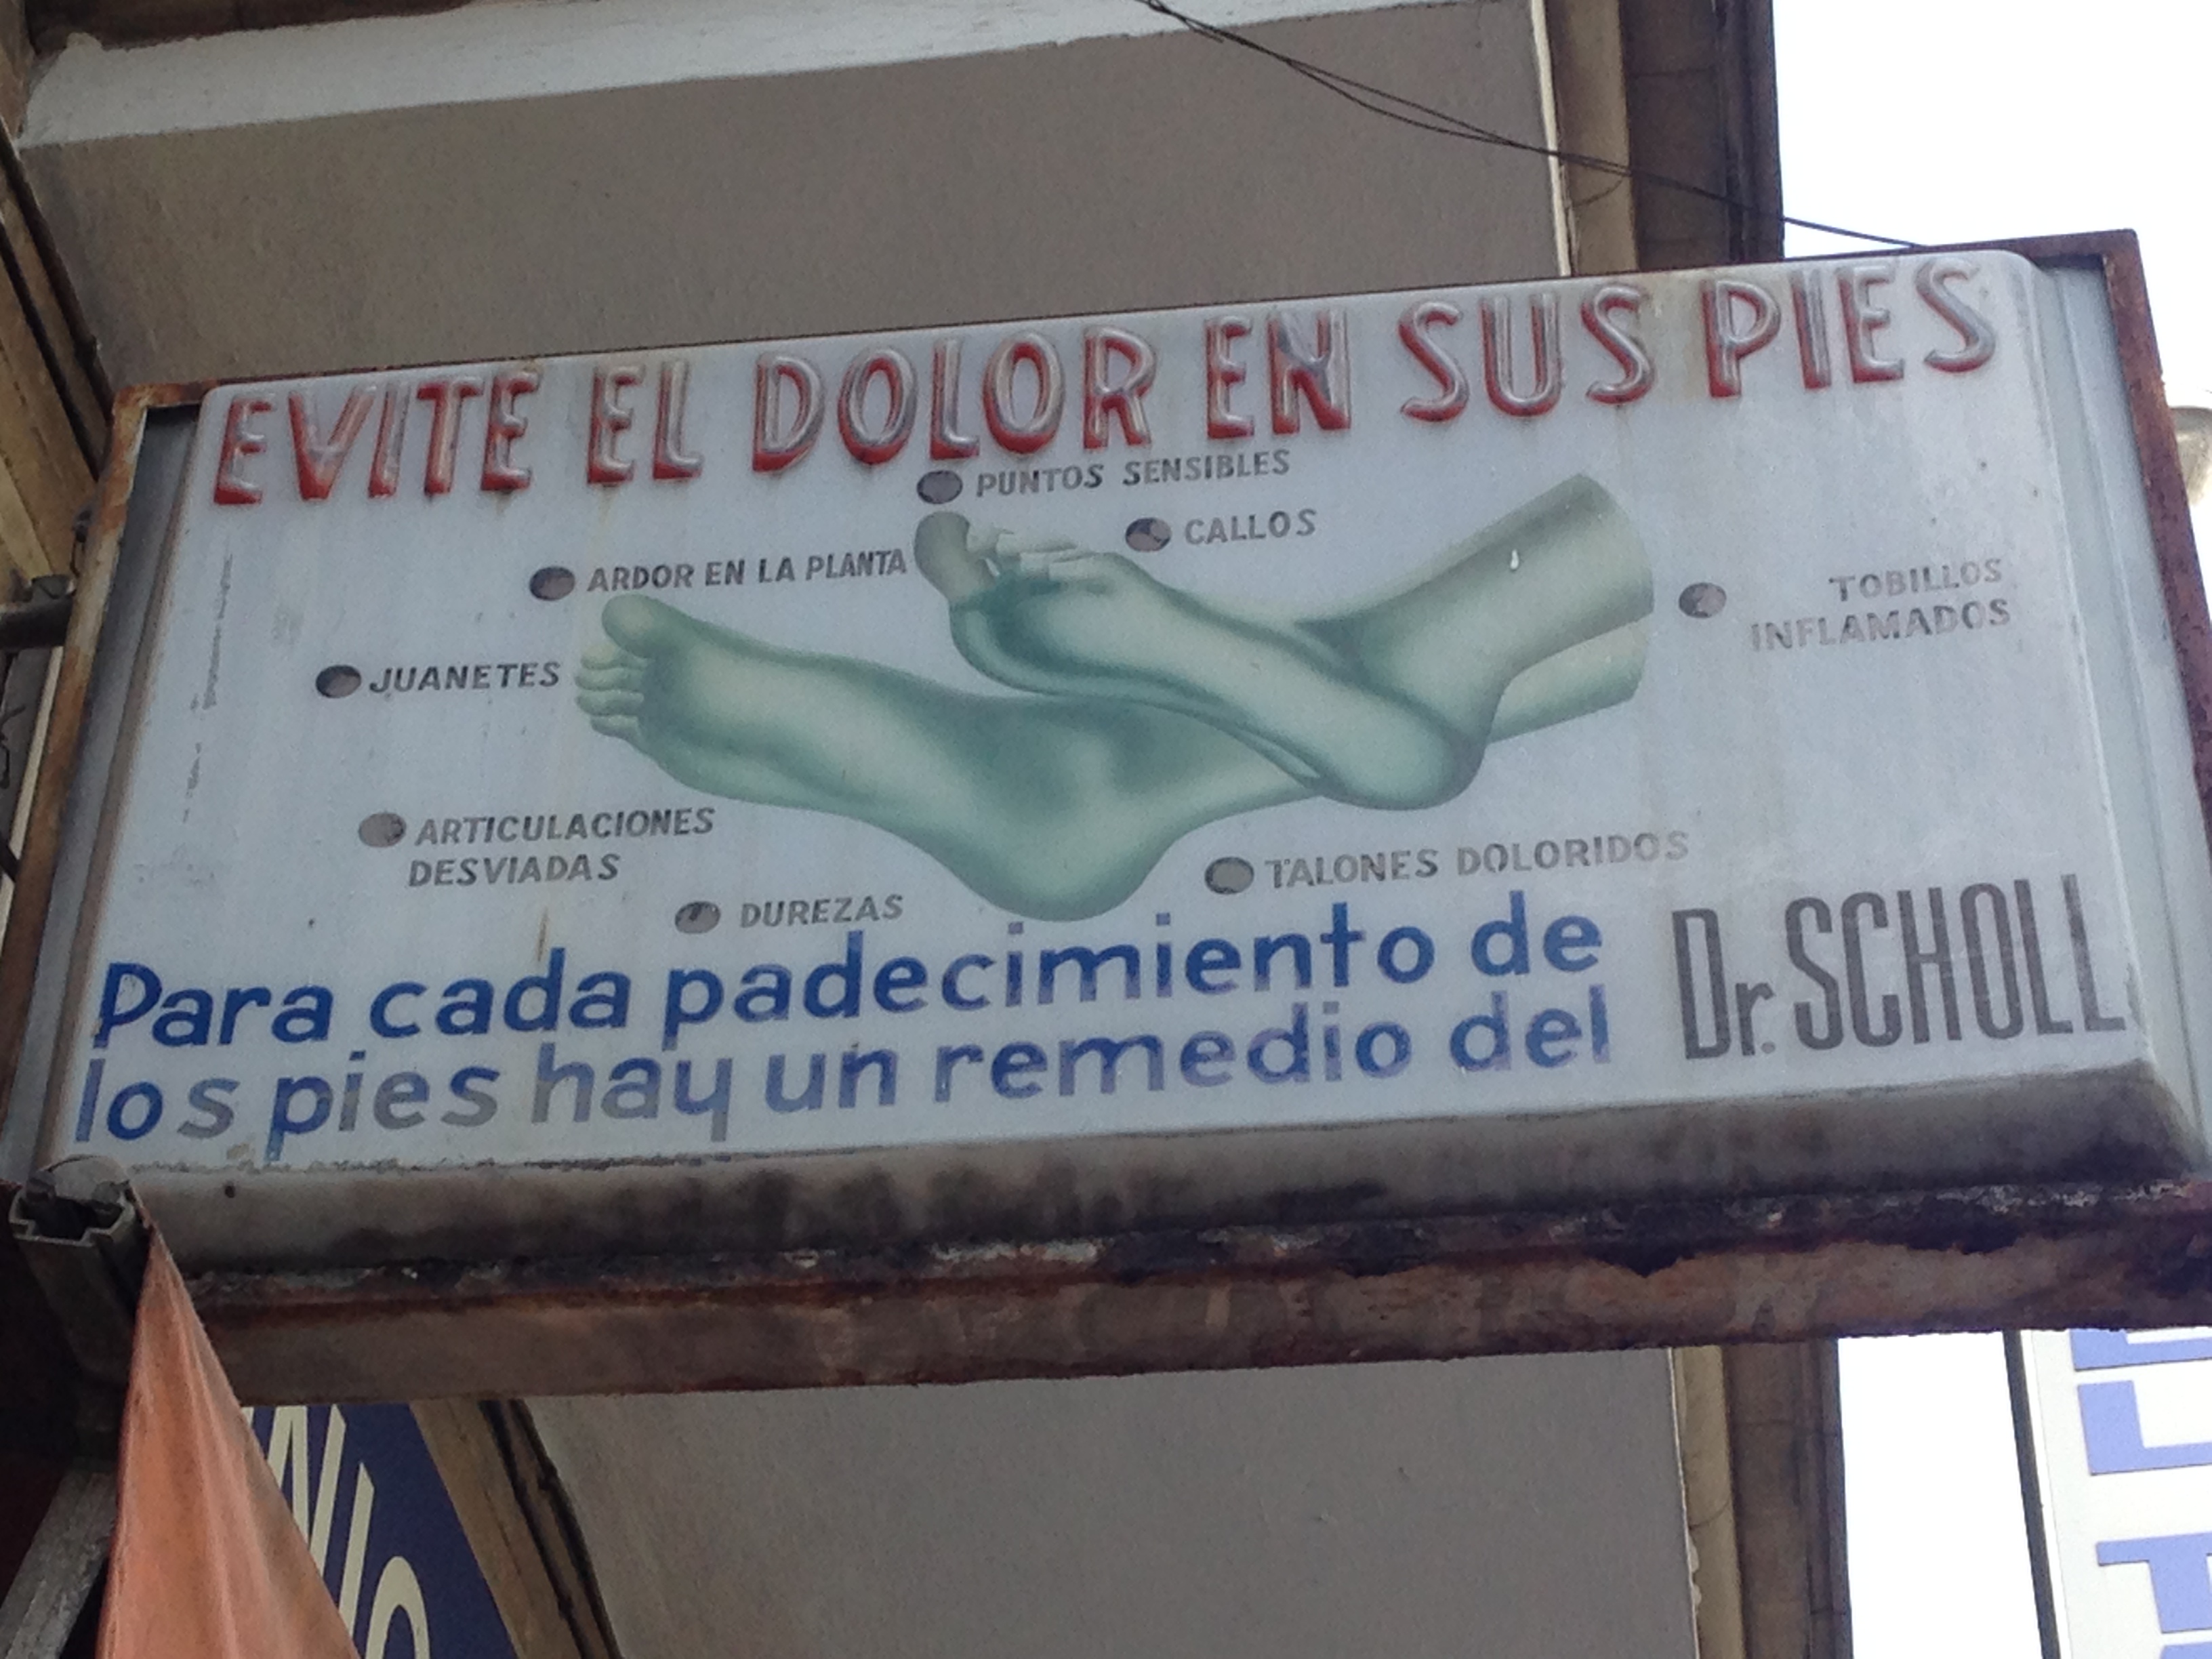 EVITE EL DOLOR EN SUS PIES
PUNTOS SENSIBLES
CALLOS
ARDOR EN LA PLANTA
TOBILLOS
INFLAMADOS
JUANETES
ARTICULACIONES
DESVIADAS
TALONES DOLORIDOS
DUREZAS
Para cada padecimiento de
los pies hay un remedio del
Dr. SCHOLL